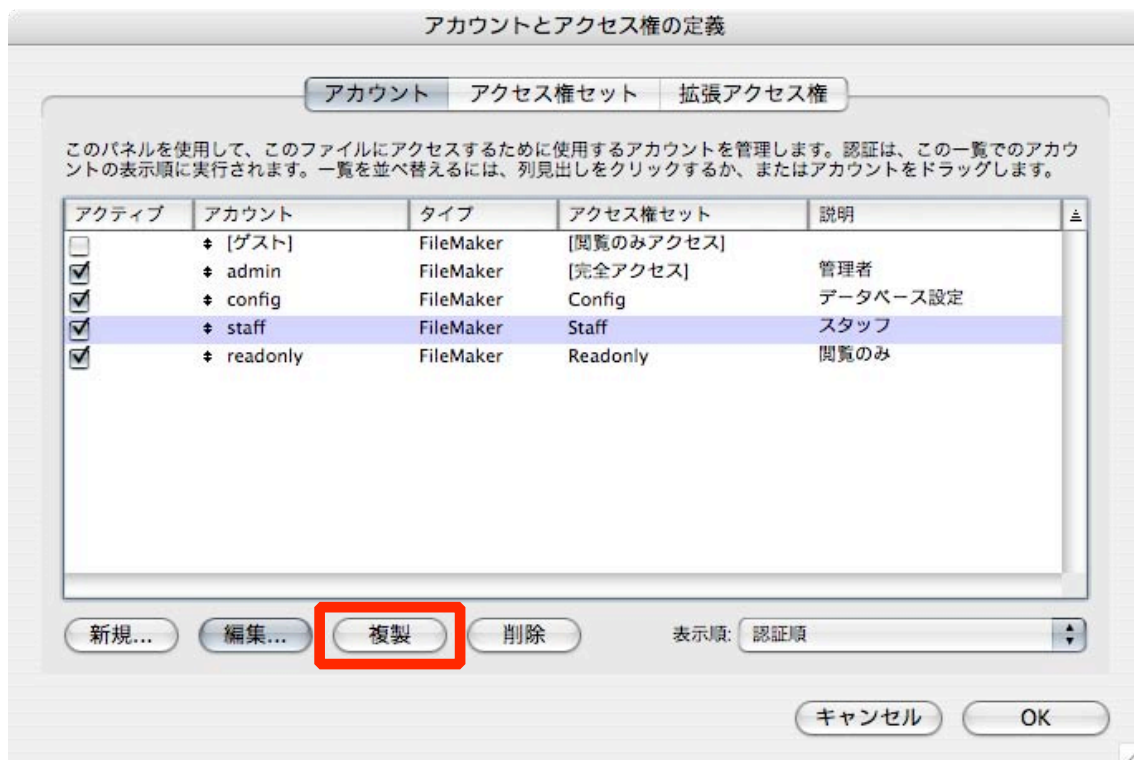 アカウントとアクセス権の定義
アカウント アクセス権セット 拡張アクセス権
このパネルを使用して、このファイルにアクセスするために使用するアカウントを管理します。認証は、この一覧でのアカウ
ントの表示順に実行されます。一覧を並べ替えるには、列見出しをクリックするか、またはアカウントをドラッグします。
アクティブ アカウント タイプ アクセス権セット 説明
[ゲスト] FileMaker [閲覧のみアクセス]
admin FileMaker [完全アクセス] 管理者
config FileMaker Config データベース設定
staff FileMaker Staff スタッフ
readonly FileMaker Readonly 閲覧のみ
新規... 編集... 複製 削除 表示順: 認証順
キャンセル OK